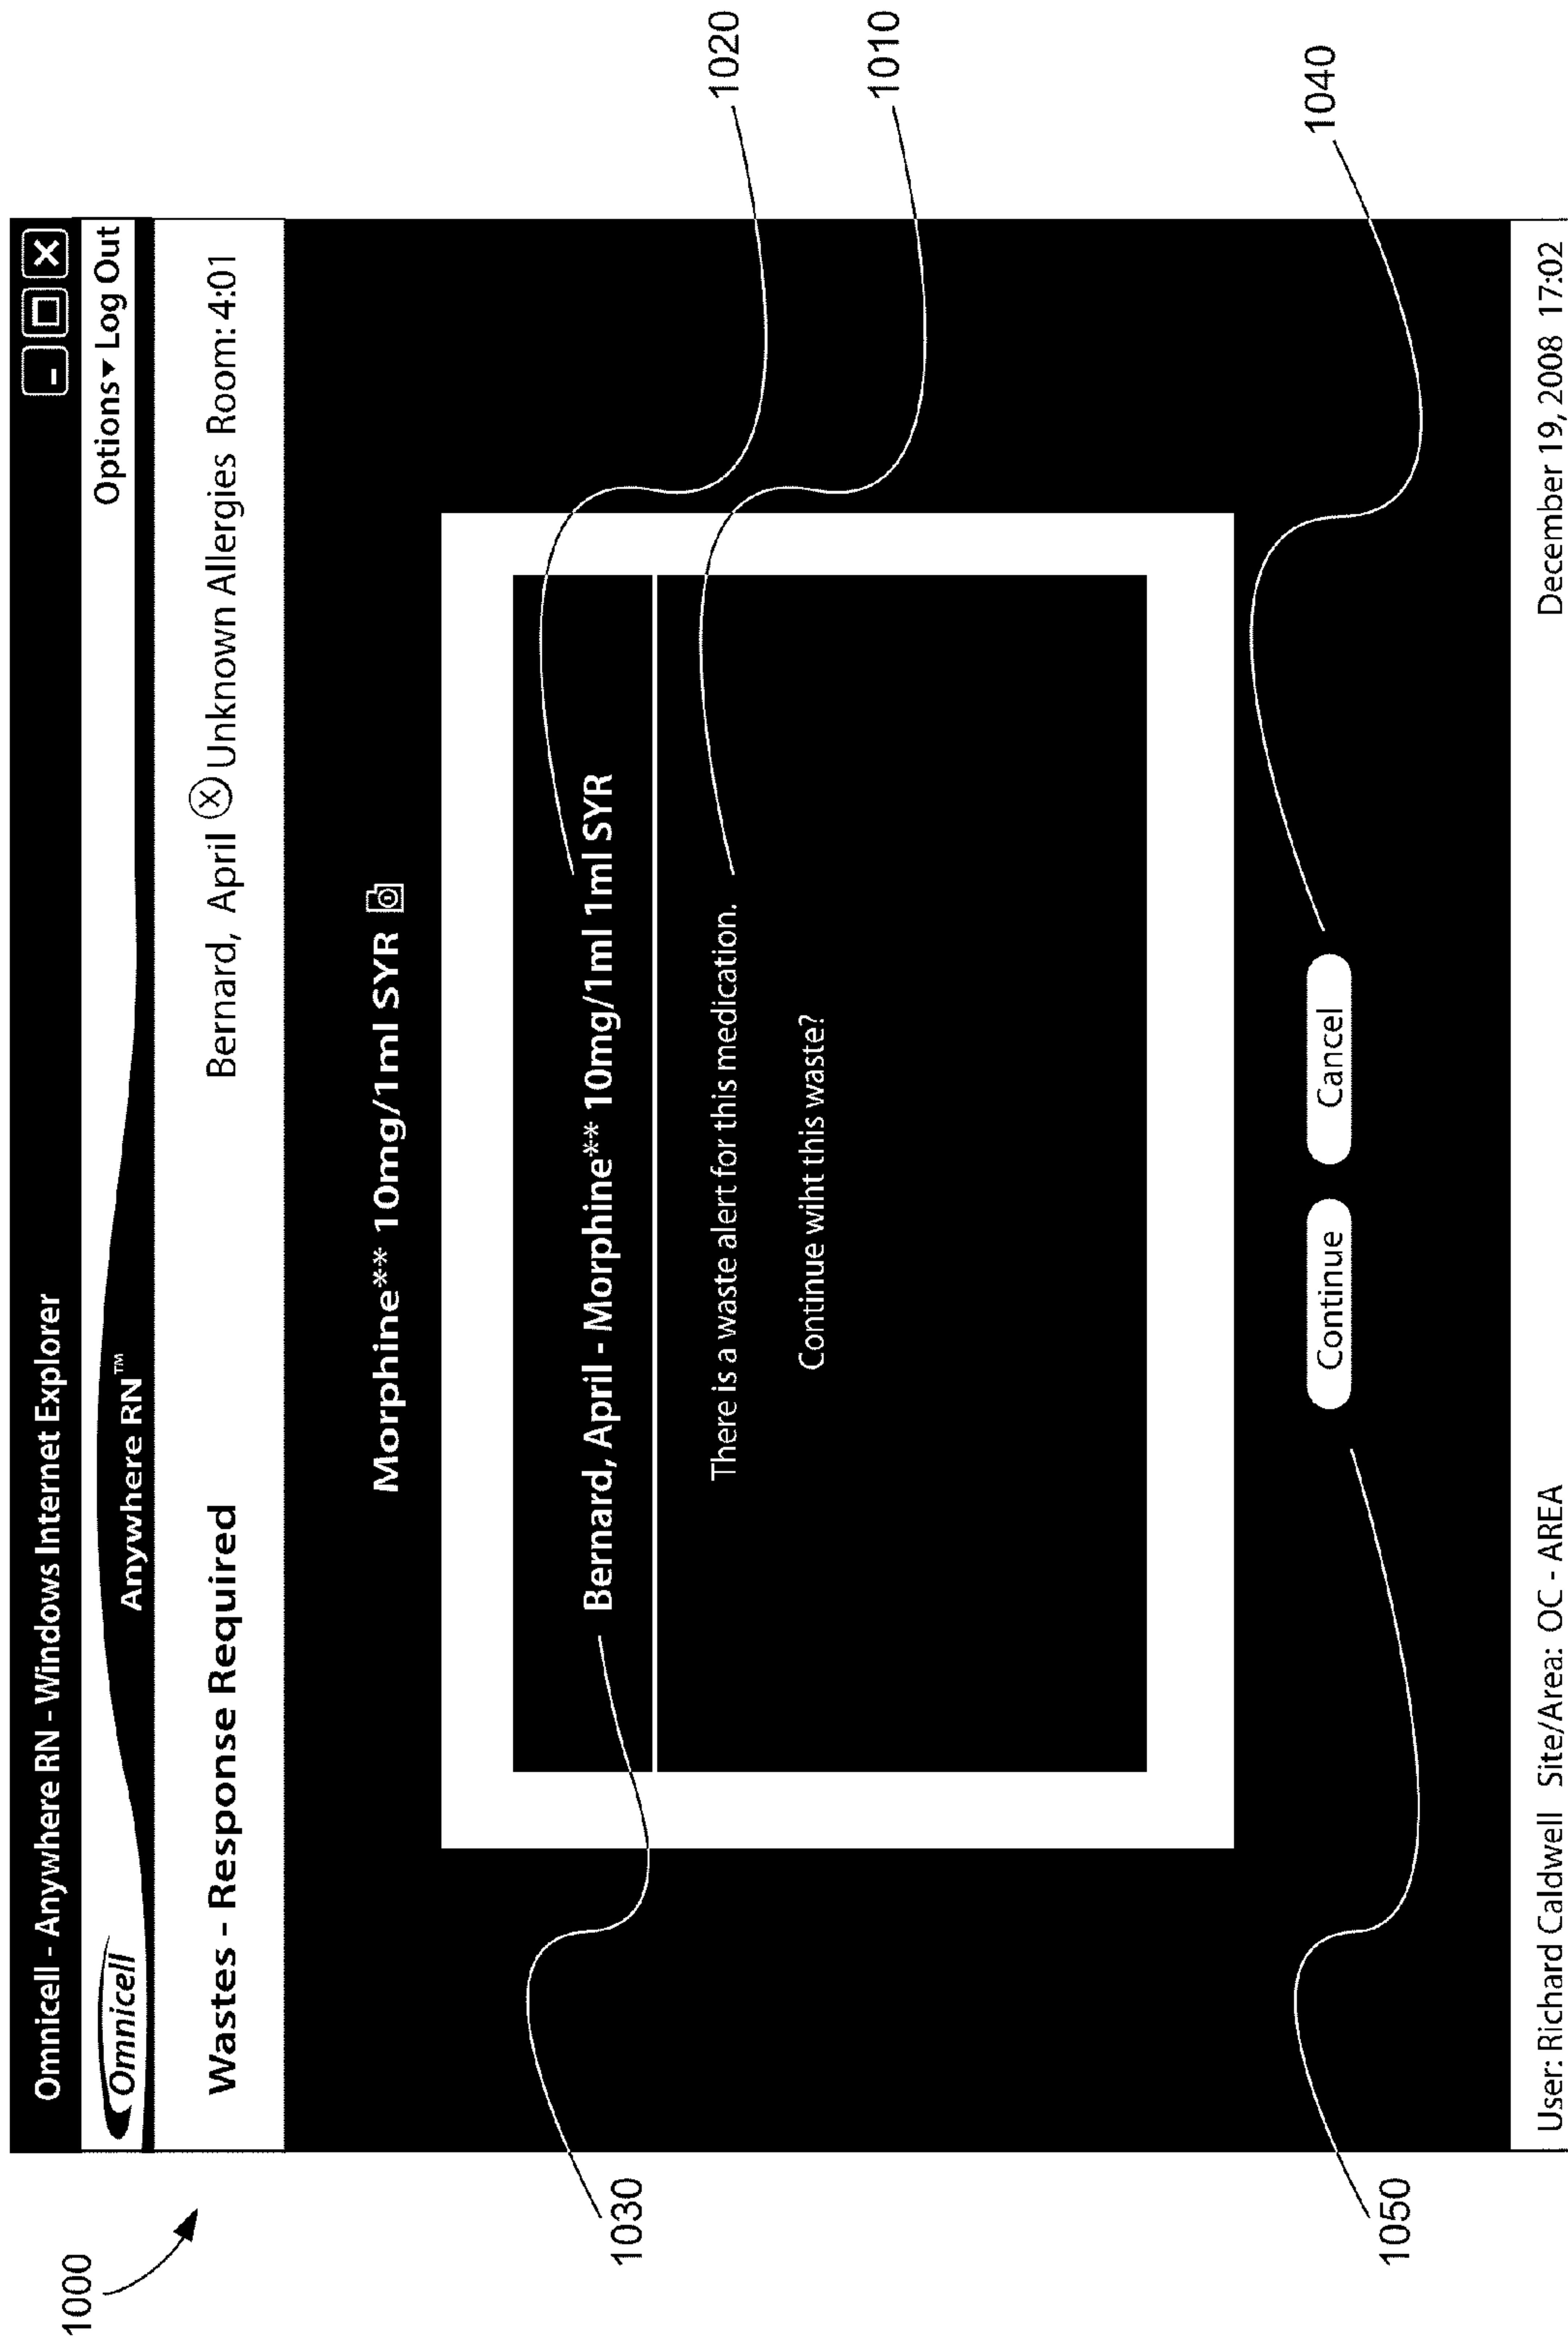 1000
Omnicell - Anywhere RN - Windows Internet Explorer
Omnicell
Anywhere RN™
Options▾ Log Out
Wastes - Response Required
Bernard, April ⓧ Unknown Allergies Room: 4:01
Morphine** 10mg/1ml SYR
1030
Bernard, April - Morphine** 10mg/1ml 1ml SYR
1020
There is a waste alert for this medication.
1010
Continue wiht this waste?
1050
Continue
Cancel
1040
User: Richard Caldwell Site/Area: OC - AREA
December 19, 2008 17:02